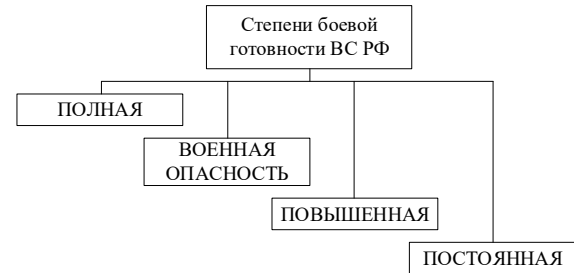 Степени боевой
готовности ВС РФ
ПОЛНАЯ
ВОЕННАЯ
ОПАСНОСТЬ
ПОВЫШЕННАЯ
ПОСТОЯННАЯ